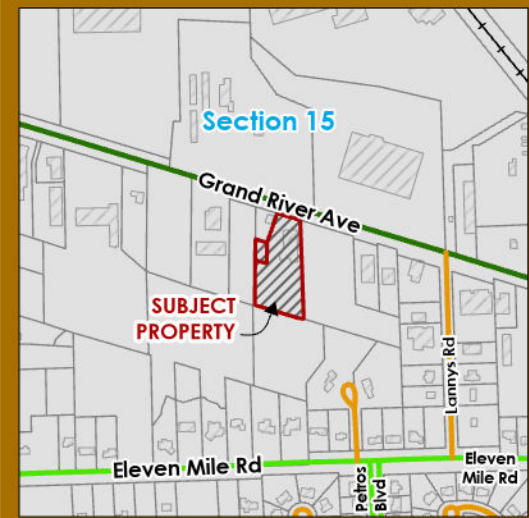 Section 15
Grand River Ave
SUBJECT
PROPERTY
Lannys Rd
Eleven Mile Rd
Eleven
Mile Rd
Petros
Blvd